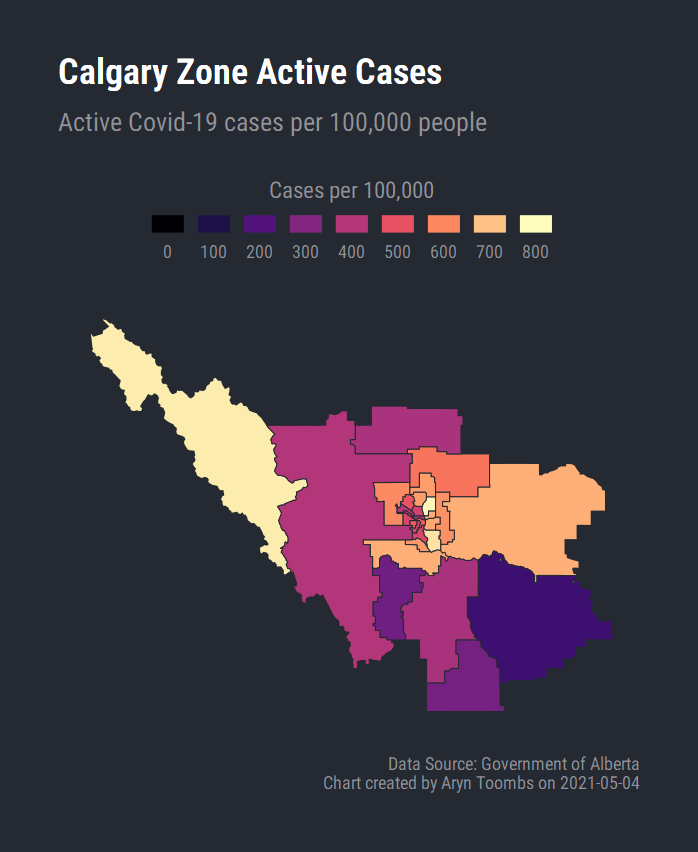 Calgary Zone Active Cases
Active Covid-19 cases per 100,000 people
Cases per 100,000
0 100 200 300 400 500 600 700 800
Data Source: Government of Alberta
Chart created by Aryn Toombs on 2021-05-04